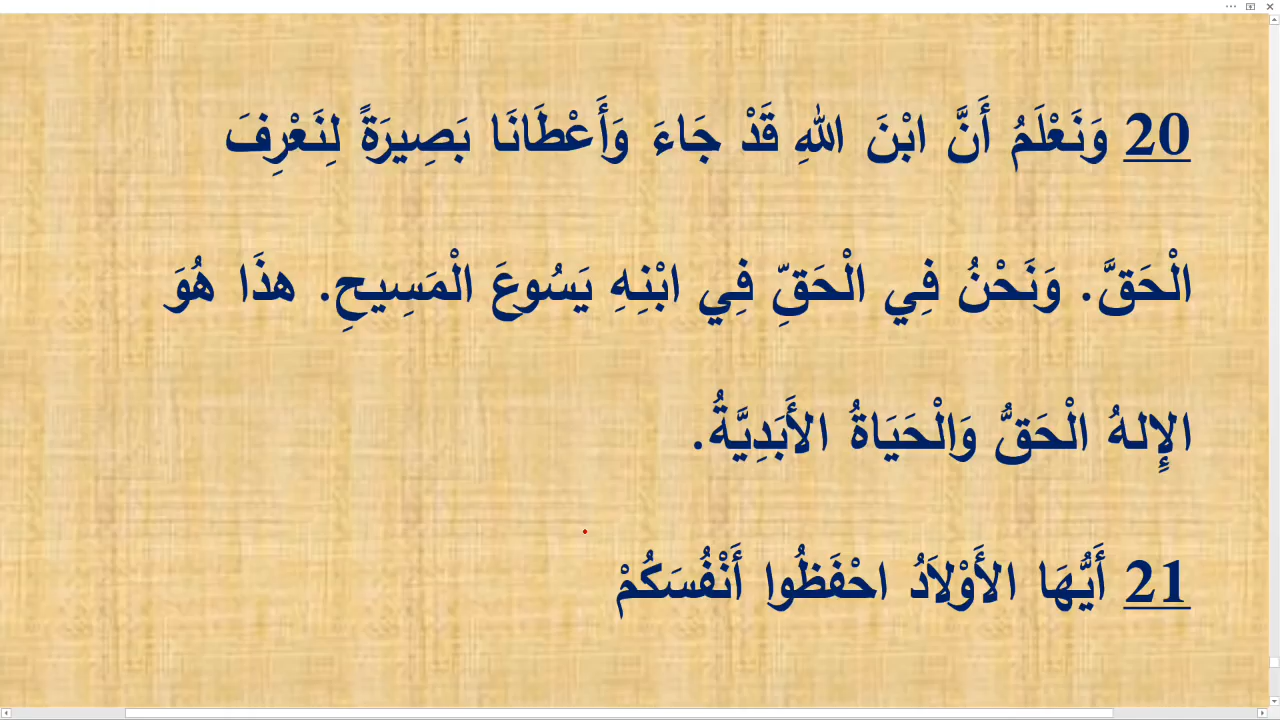 20 وَنَعْلَمُ أَنَّ ابْنَ اللهِ قَدْ جَاءَ وَأَعْطَانَا بَصِيرَةً لِنَعْرِفَ
الْحَقَّ. وَنَحْنُ فِي الْحَقِّ فِي ابْنِهِ يَسُوعَ الْمَسِيحِ. هذَا هُوَ
الإِلهُ الْحَقُّ وَالْحَيَاةُ الأَبَدِيَّةُ.
21 أَيُّهَا الأَوْلاَدُ احْفَظُوا أَنْفُسَكُمْ